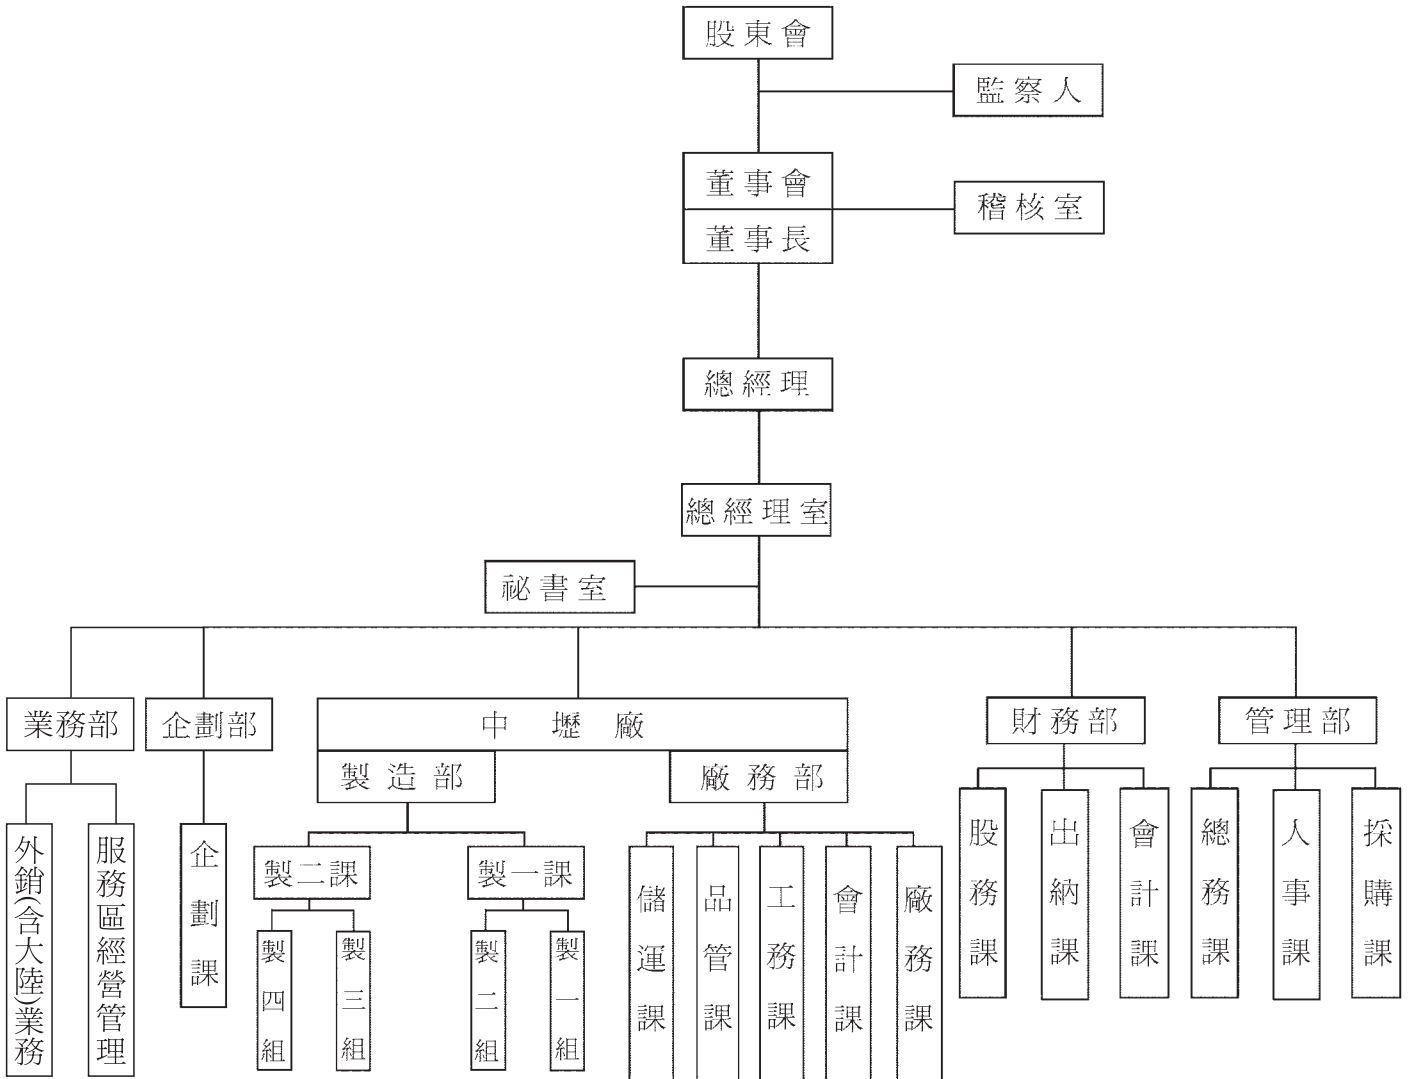 股東會
監察人
董事會
稽核室
董事長
總經理
總經理室
祕書室
業務部
企劃部
中壢廠
財務部
管理部
製造部
廠務部
外銷(含大陸)業務
服務區經營管理
企劃課
製二課
製一課
製四組
製三組
製二組
製一組
儲運課
品管課
工務課
會計課
廠務課
股務課
出納課
會計課
總務課
人事課
採購課